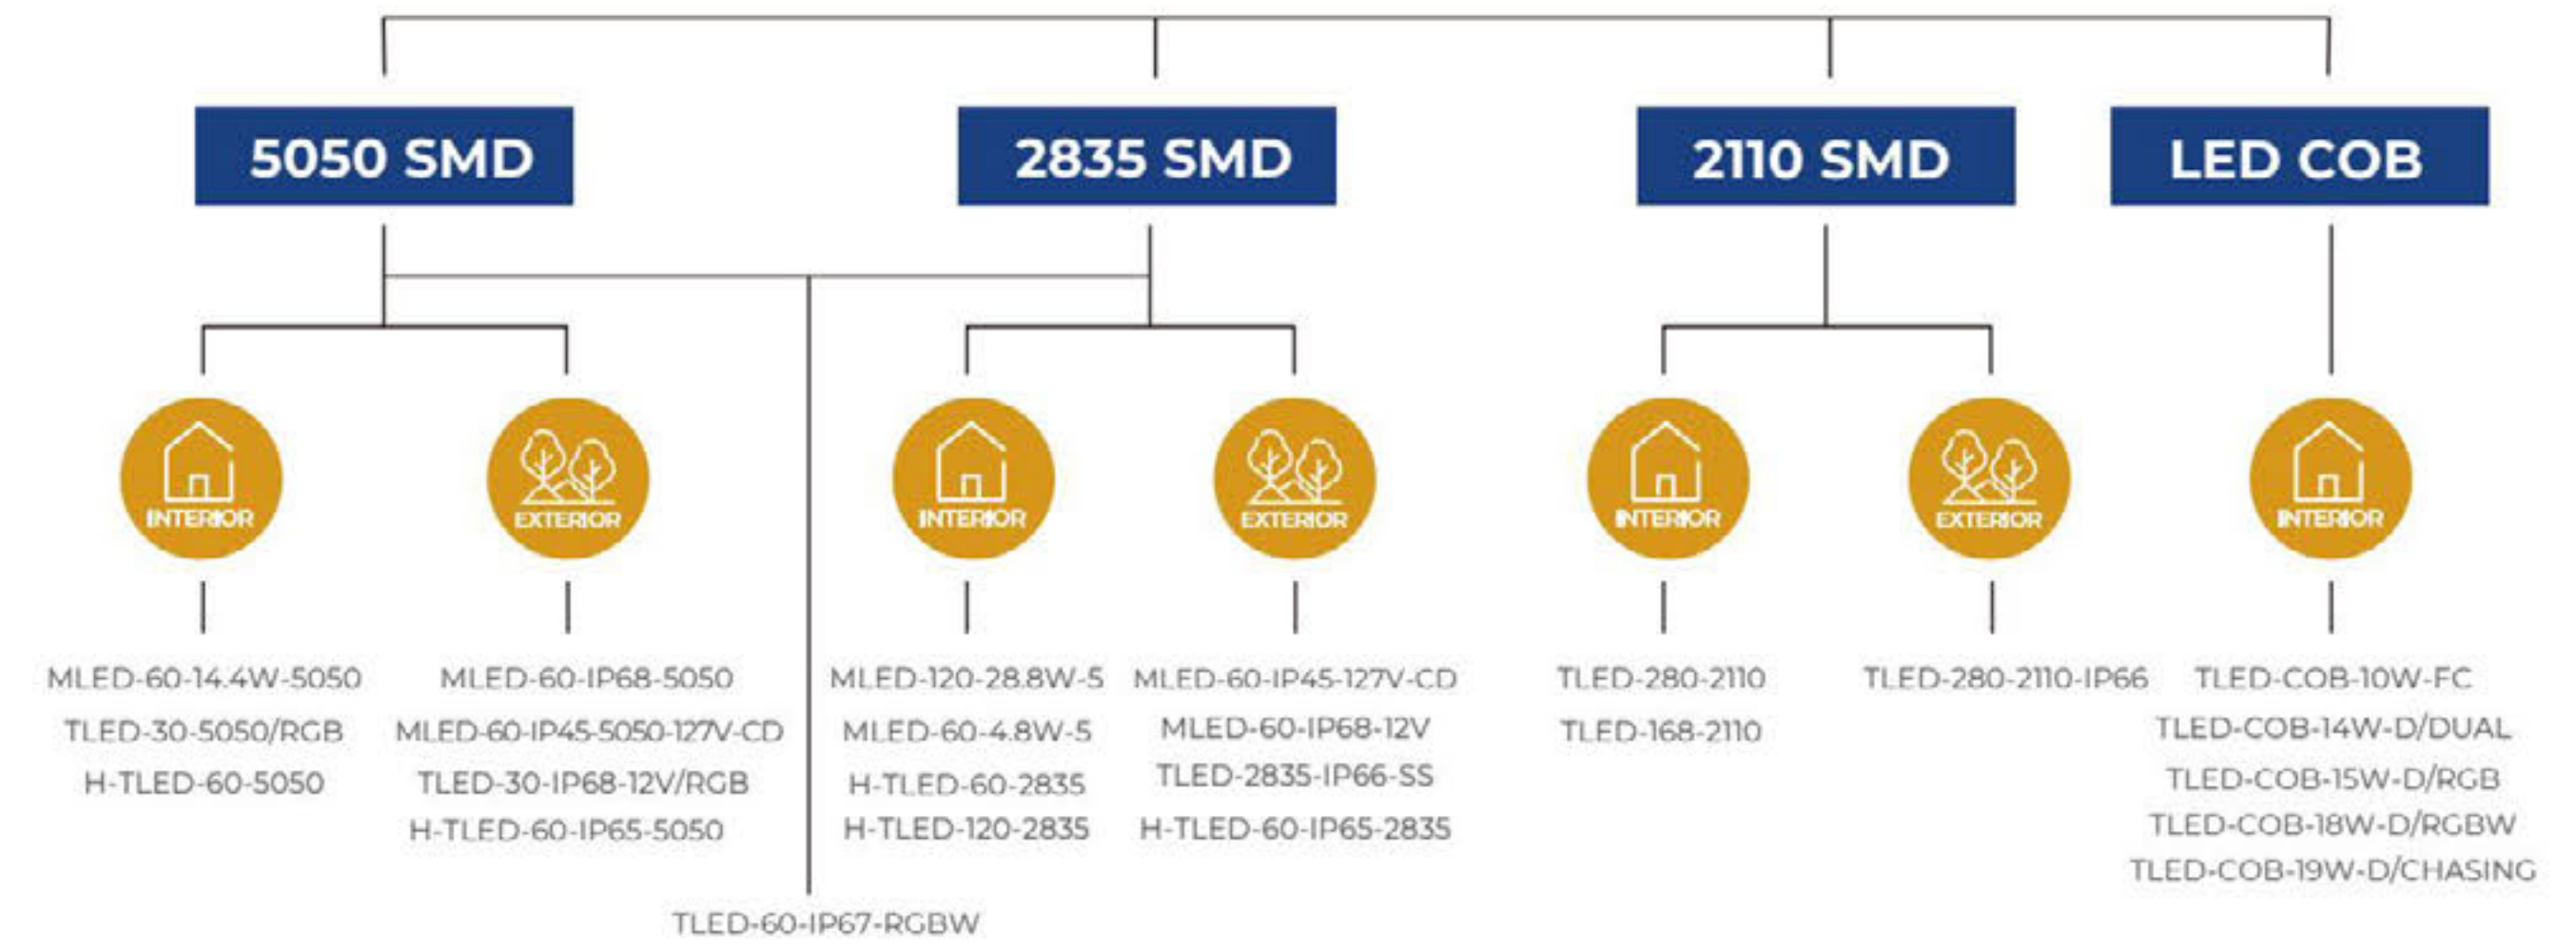 5050 SMD
2835 SMD
2110 SMD
LED COB
INTERIOR
EXTERIOR
INTERIOR
EXTERIOR
INTERIOR
EXTERIOR
INTERIOR
MLED-60-14.4W-5050
TLED-30-5050/RGB
H-TLED-60-5050
MLED-60-IP68-5050
MLED-60-IP45-5050-127V-CD
TLED-30-IP68-12V/RGB
H-TLED-60-IP65-5050
TLED-60-IP67-RGBW
MLED-120-28.8W-5
MLED-60-4.8W-5
H-TLED-60-2835
H-TLED-120-2835
MLED-60-IP45-127V-CD
MLED-60-IP68-12V
TLED-2835-IP66-SS
H-TLED-60-IP65-2835
TLED-280-2110
TLED-168-2110
TLED-280-2110-IP66
TLED-COB-10W-FC
TLED-COB-14W-D/DUAL
TLED-COB-15W-D/RGB
TLED-COB-18W-D/RGBW
TLED-COB-19W-D/CHASING